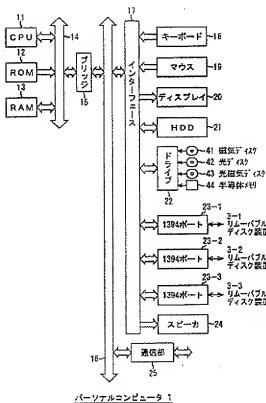 11
CPU
12
ROM
13
RAM
14
ブリッジ
15
16
17
インターフェース
キーボード
18
マウス
19
ディスプレイ
20
HDD
21
ドライブ
22
41 磁気ディスク
42 光ディスク
43 光磁気ディスク
44 半導体メモリ
23-1
1394ポート
3-1
リムーバブル
ディスク装置
23-2
1394ポート
3-2
リムーバブル
ディスク装置
23-3
1394ポート
3-3
リムーバブル
ディスク装置
スピーカ
24
通信部
25
パーソナルコンピュータ 1